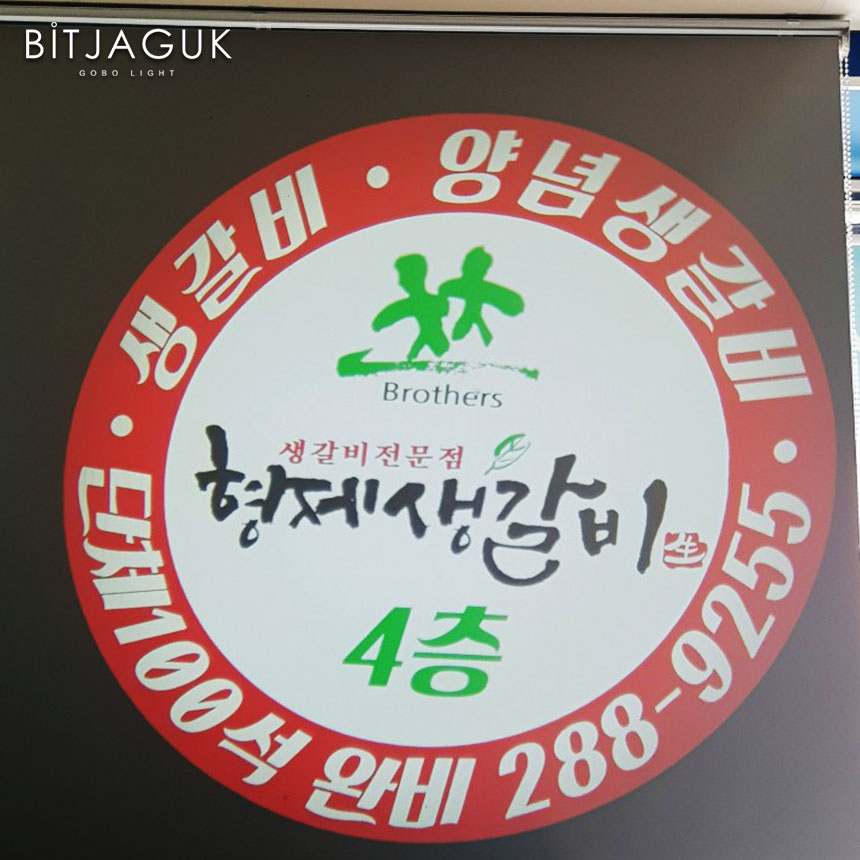 BITJAGUK
GOBO LIGHT
생갈비 · 양념생갈비 ·
Brothers
생갈비전문점
형제생갈비
生
4층
· 단체100석 완비 288-9255